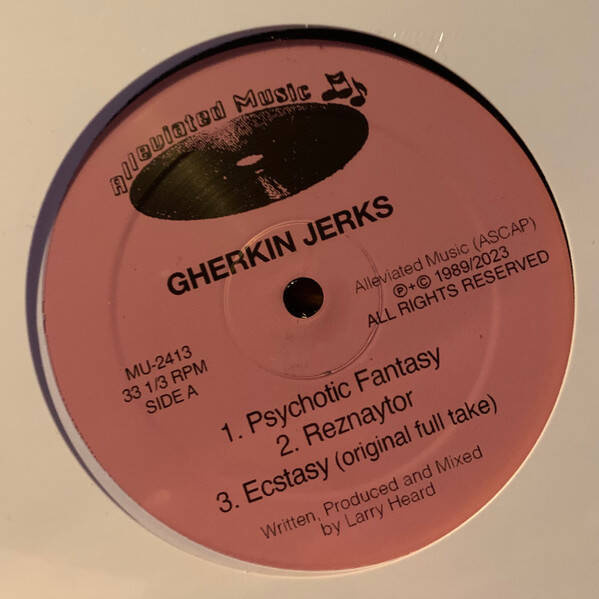 Alleviated Music
GHERKIN JERKS
Alleviated Music (ASCAP)
℗+© 1989/2023
ALL RIGHTS RESERVED
MU-2413
33 1/3 RPM
SIDE A
1. Psychotic Fantasy
2. Reznaytor
3. Ecstasy (original full take)
Written, Produced and Mixed
by Larry Heard